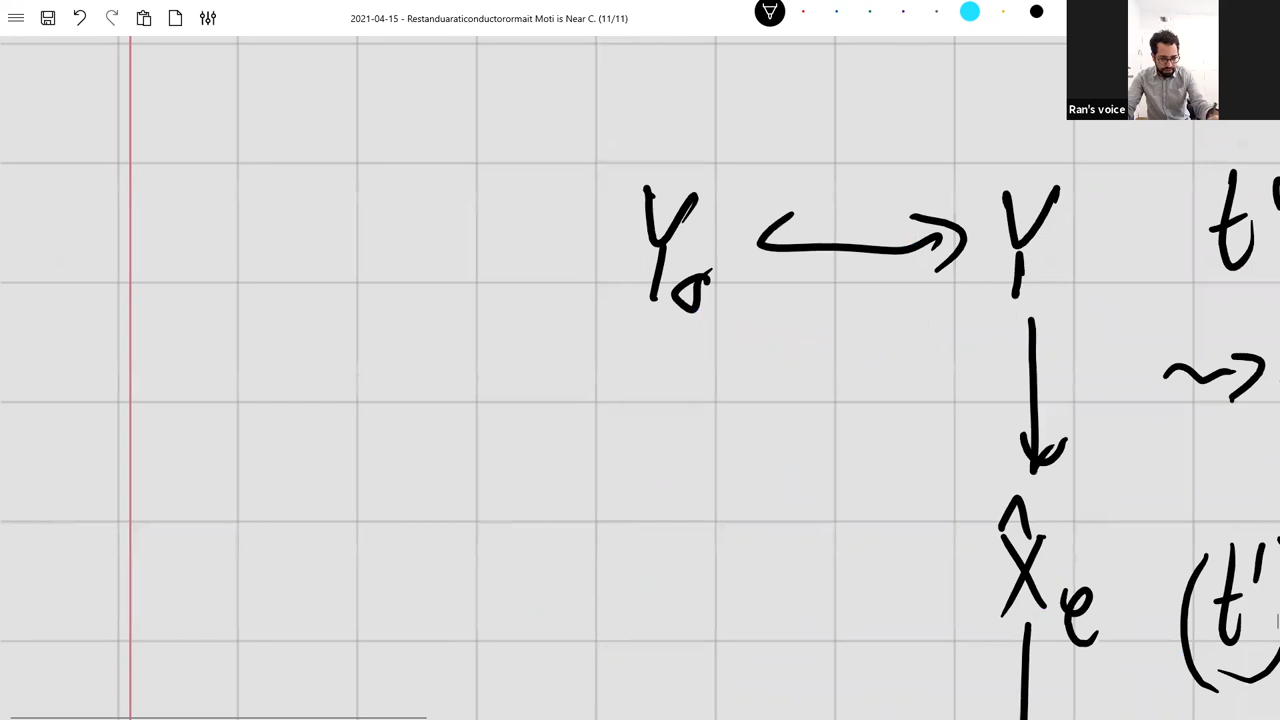 2021-04-15 - Restanduaraticonductorormait Moti is Near C. (11/11)
Ran's voice
Y_σ ↔ Y t'
↓ ⇝
X̂_e (t'